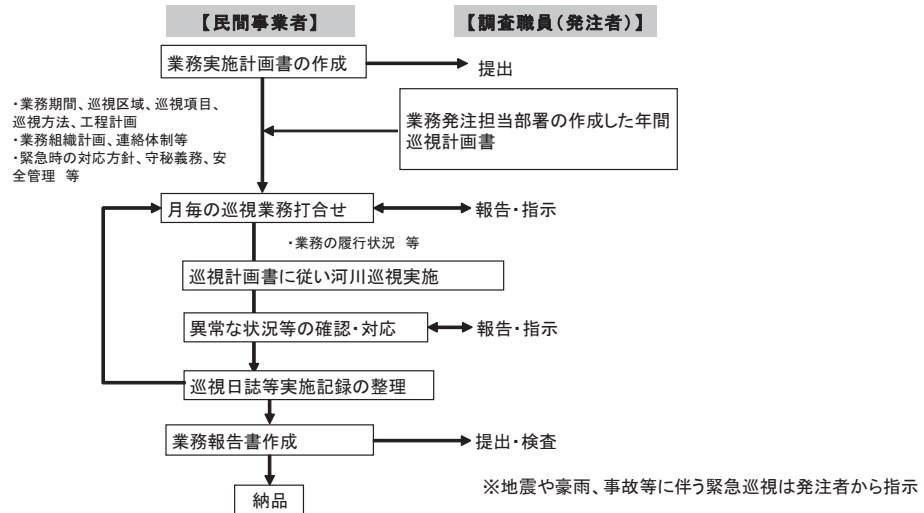 【民間事業者】
【調査職員(発注者)】
業務実施計画書の作成
提出
・業務期間、巡視区域、巡視項目、
巡視方法、工程計画
・業務組織計画、連絡体制等
・緊急時の対応方針、守秘義務、安
全管理 等
業務発注担当部署の作成した年間
巡視計画書
月毎の巡視業務打合せ
報告・指示
・業務の履行状況 等
巡視計画書に従い河川巡視実施
異常な状況等の確認・対応
報告・指示
巡視日誌等実施記録の整理
業務報告書作成
提出・検査
納品
※地震や豪雨、事故等に伴う緊急巡視は発注者から指示